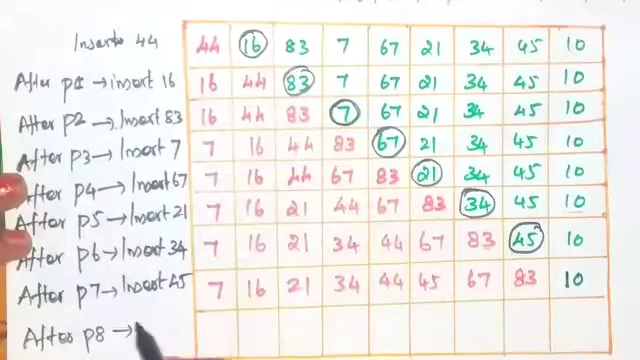 Inserts 44 44 16 83 7 67 21 34 45 10
After P1 → insert 16 16 44 83 7 67 21 34 45 10
After P2 → Insert 83 16 44 83 7 67 21 34 45 10
After P3 → Insert 7 7 16 44 83 67 21 34 45 10
After P4 → Insert 67 7 16 44 67 83 21 34 45 10
After P5 → Insert 21 7 16 21 44 67 83 34 45 10
After P6 → Insert 34 7 16 21 34 44 67 83 45 10
After P7 → Insert 45 7 16 21 34 44 45 67 83 10
After P8 →